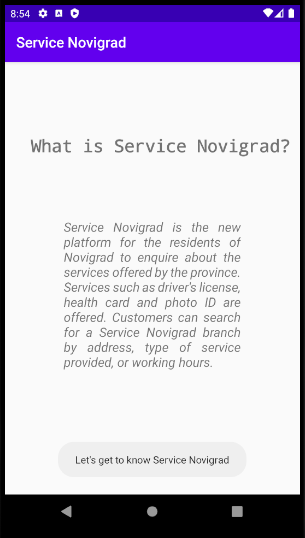 8:54
Service Novigrad
What is Service Novigrad?
Service Novigrad is the new
platform for the residents of
Novigrad to enquire about the
services offered by the province.
Services such as driver's license,
health card and photo ID are
offered. Customers can search
for a Service Novigrad branch
by address, type of service
provided, or working hours.
Let's get to know Service Novigrad